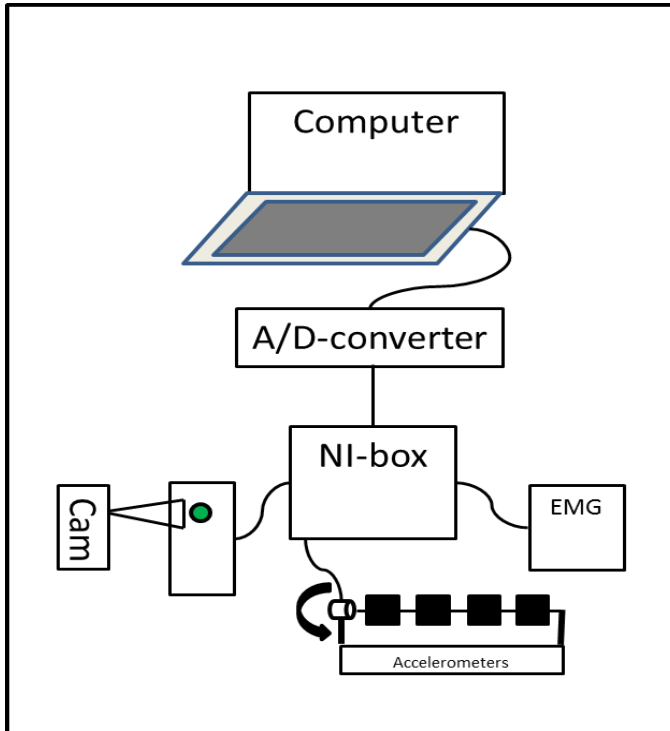 Computer
A/D-converter
NI-box
Cam
EMG
Accelerometers